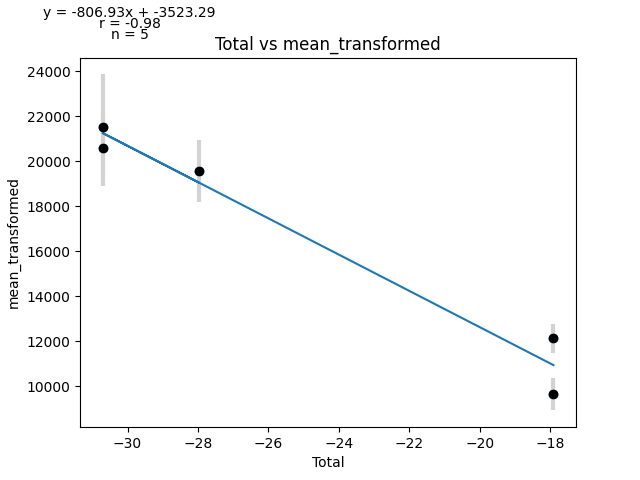 y = -806.93x + -3523.29
r = -0.98
n = 5
Total vs mean_transformed
24000
22000
20000
18000
16000
14000
12000
10000
mean_transformed
−30
−28
−26
−24
−22
−20
−18
Total